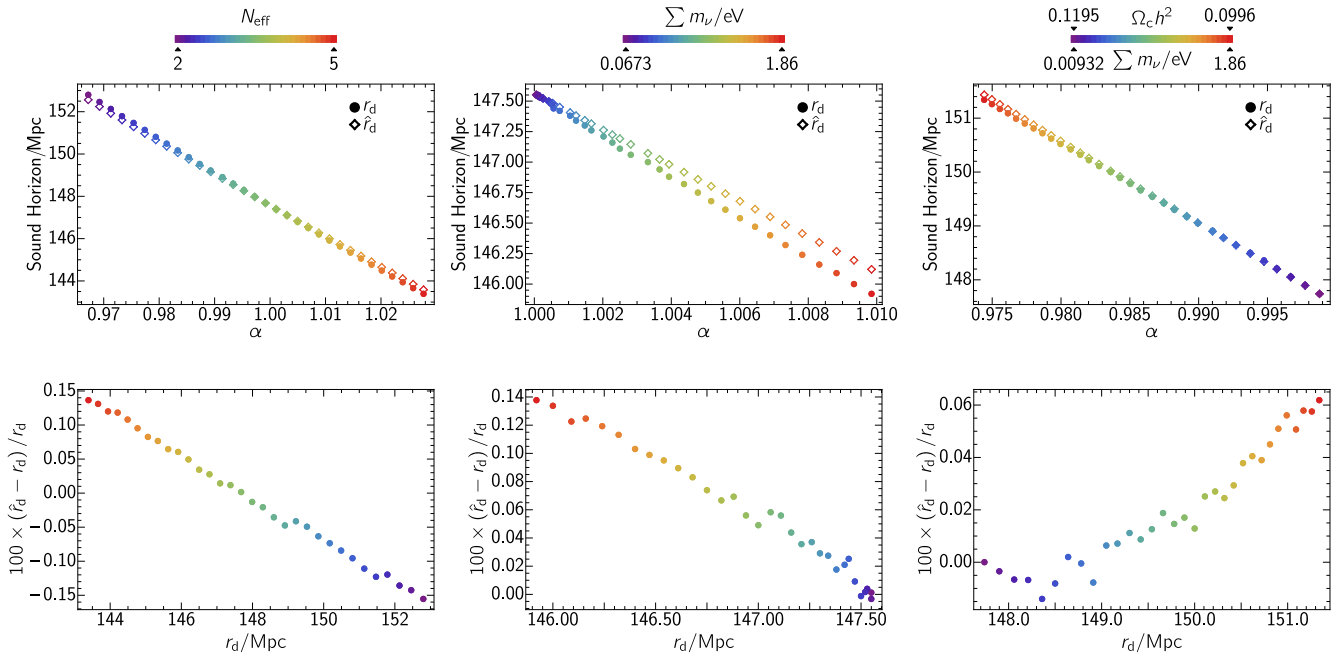 N_eff
2 5
Sound Horizon/Mpc
152
150
148
146
144
r_d
r̂_d
0.97 0.98 0.99 1.00 1.01 1.02
α
∑ m_ν/eV
0.0673 1.86
Sound Horizon/Mpc
147.50
147.25
147.00
146.75
146.50
146.25
146.00
r_d
r̂_d
1.000 1.002 1.004 1.006 1.008 1.010
α
0.1195 Ω_c h² 0.0996
0.00932 ∑ m_ν/eV 1.86
Sound Horizon/Mpc
151
150
149
148
r_d
r̂_d
0.975 0.980 0.985 0.990 0.995
α
100 × (r̂_d − r_d) / r_d
0.15
0.10
0.05
0.00
−0.05
−0.10
−0.15
144 146 148 150 152
r_d/Mpc
100 × (r̂_d − r_d) / r_d
0.14
0.12
0.10
0.08
0.06
0.04
0.02
0.00
146.00 146.50 147.00 147.50
r_d/Mpc
100 × (r̂_d − r_d) / r_d
0.06
0.04
0.02
0.00
148.0 149.0 150.0 151.0
r_d/Mpc